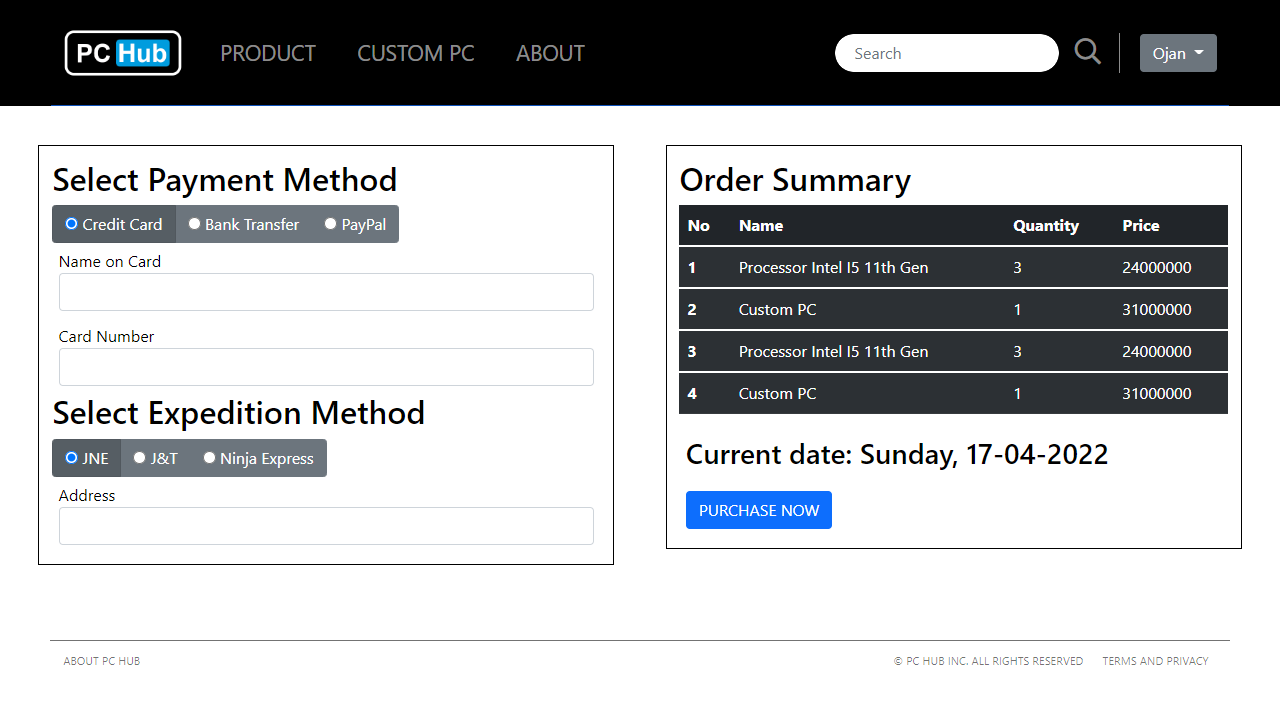 PC Hub PRODUCT CUSTOM PC ABOUT Search Ojan
Select Payment Method
Credit Card Bank Transfer PayPal
Name on Card
Card Number
Select Expedition Method
JNE J&T Ninja Express
Address
Order Summary
No Name Quantity Price
1 Processor Intel I5 11th Gen 3 24000000
2 Custom PC 1 31000000
3 Processor Intel I5 11th Gen 3 24000000
4 Custom PC 1 31000000
Current date: Sunday, 17-04-2022
PURCHASE NOW
ABOUT PC HUB © PC HUB INC. ALL RIGHTS RESERVED TERMS AND PRIVACY